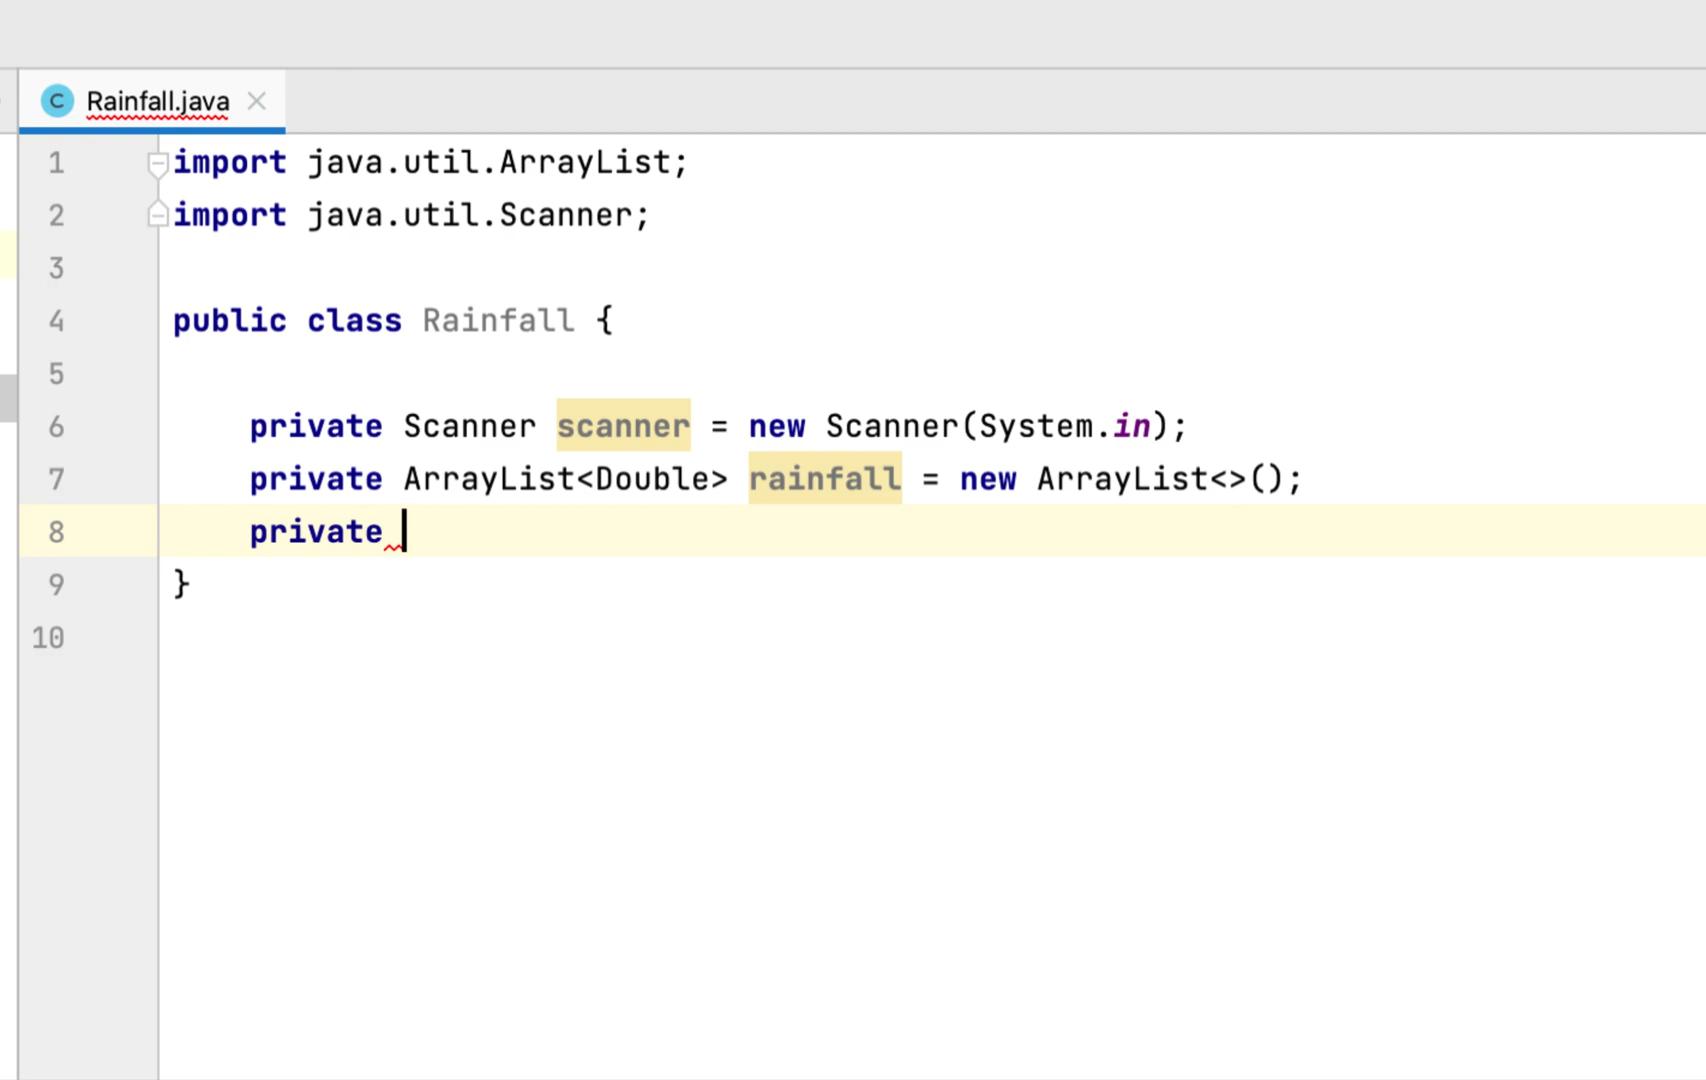 Rainfall.java
1 import java.util.ArrayList;
2 import java.util.Scanner;
3
4 public class Rainfall {
5
6 private Scanner scanner = new Scanner(System.in);
7 private ArrayList<Double> rainfall = new ArrayList<>();
8 private
9 }
10